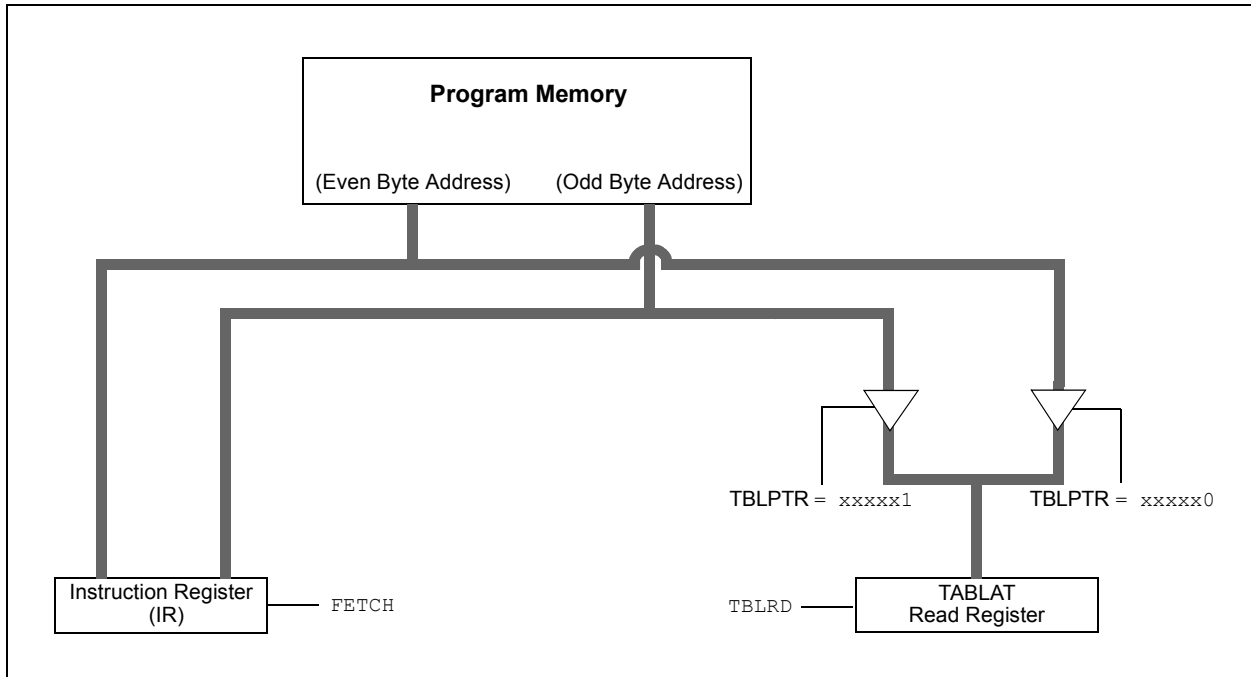 Program Memory
(Even Byte Address) (Odd Byte Address)
TBLPTR = xxxxx1 TBLPTR = xxxxx0
Instruction Register
(IR)
FETCH
TBLRD
TABLAT
Read Register